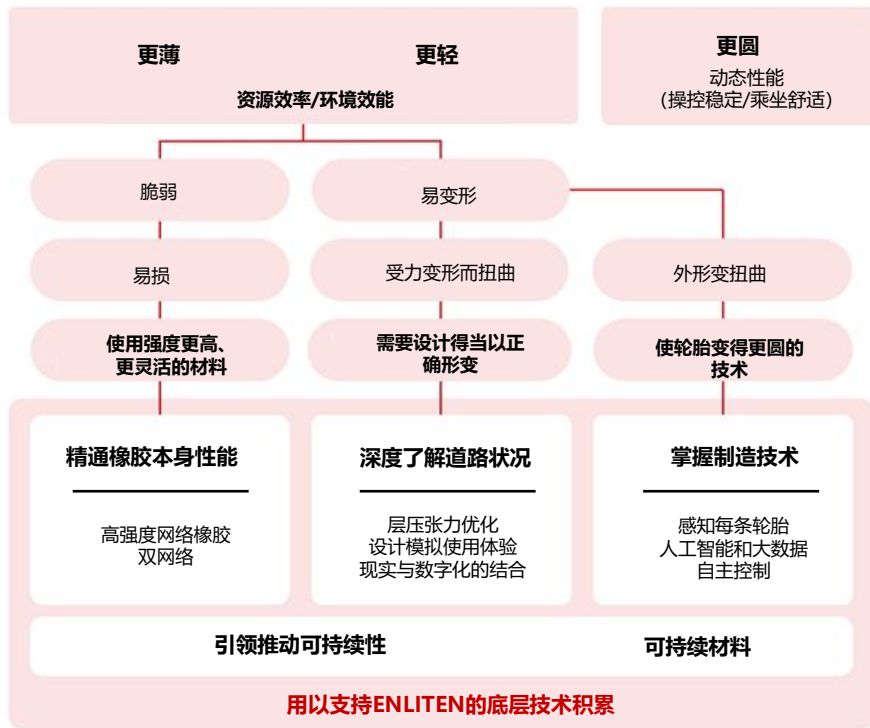 更薄
更轻
资源效率/环境效能
更圆
动态性能
(操控稳定/乘坐舒适)
脆弱
易变形
易损
受力变形而扭曲
外形变扭曲
使用强度更高、
更灵活的材料
需要设计得当以正
确形变
使轮胎变得更圆的
技术
精通橡胶本身性能
高强度网络橡胶
双网络
深度了解道路状况
层压张力优化
设计模拟使用体验
现实与数字化的结合
掌握制造技术
感知每条轮胎
人工智能和大数据
自主控制
引领推动可持续性
可持续材料
用以支持ENLITEN的底层技术积累